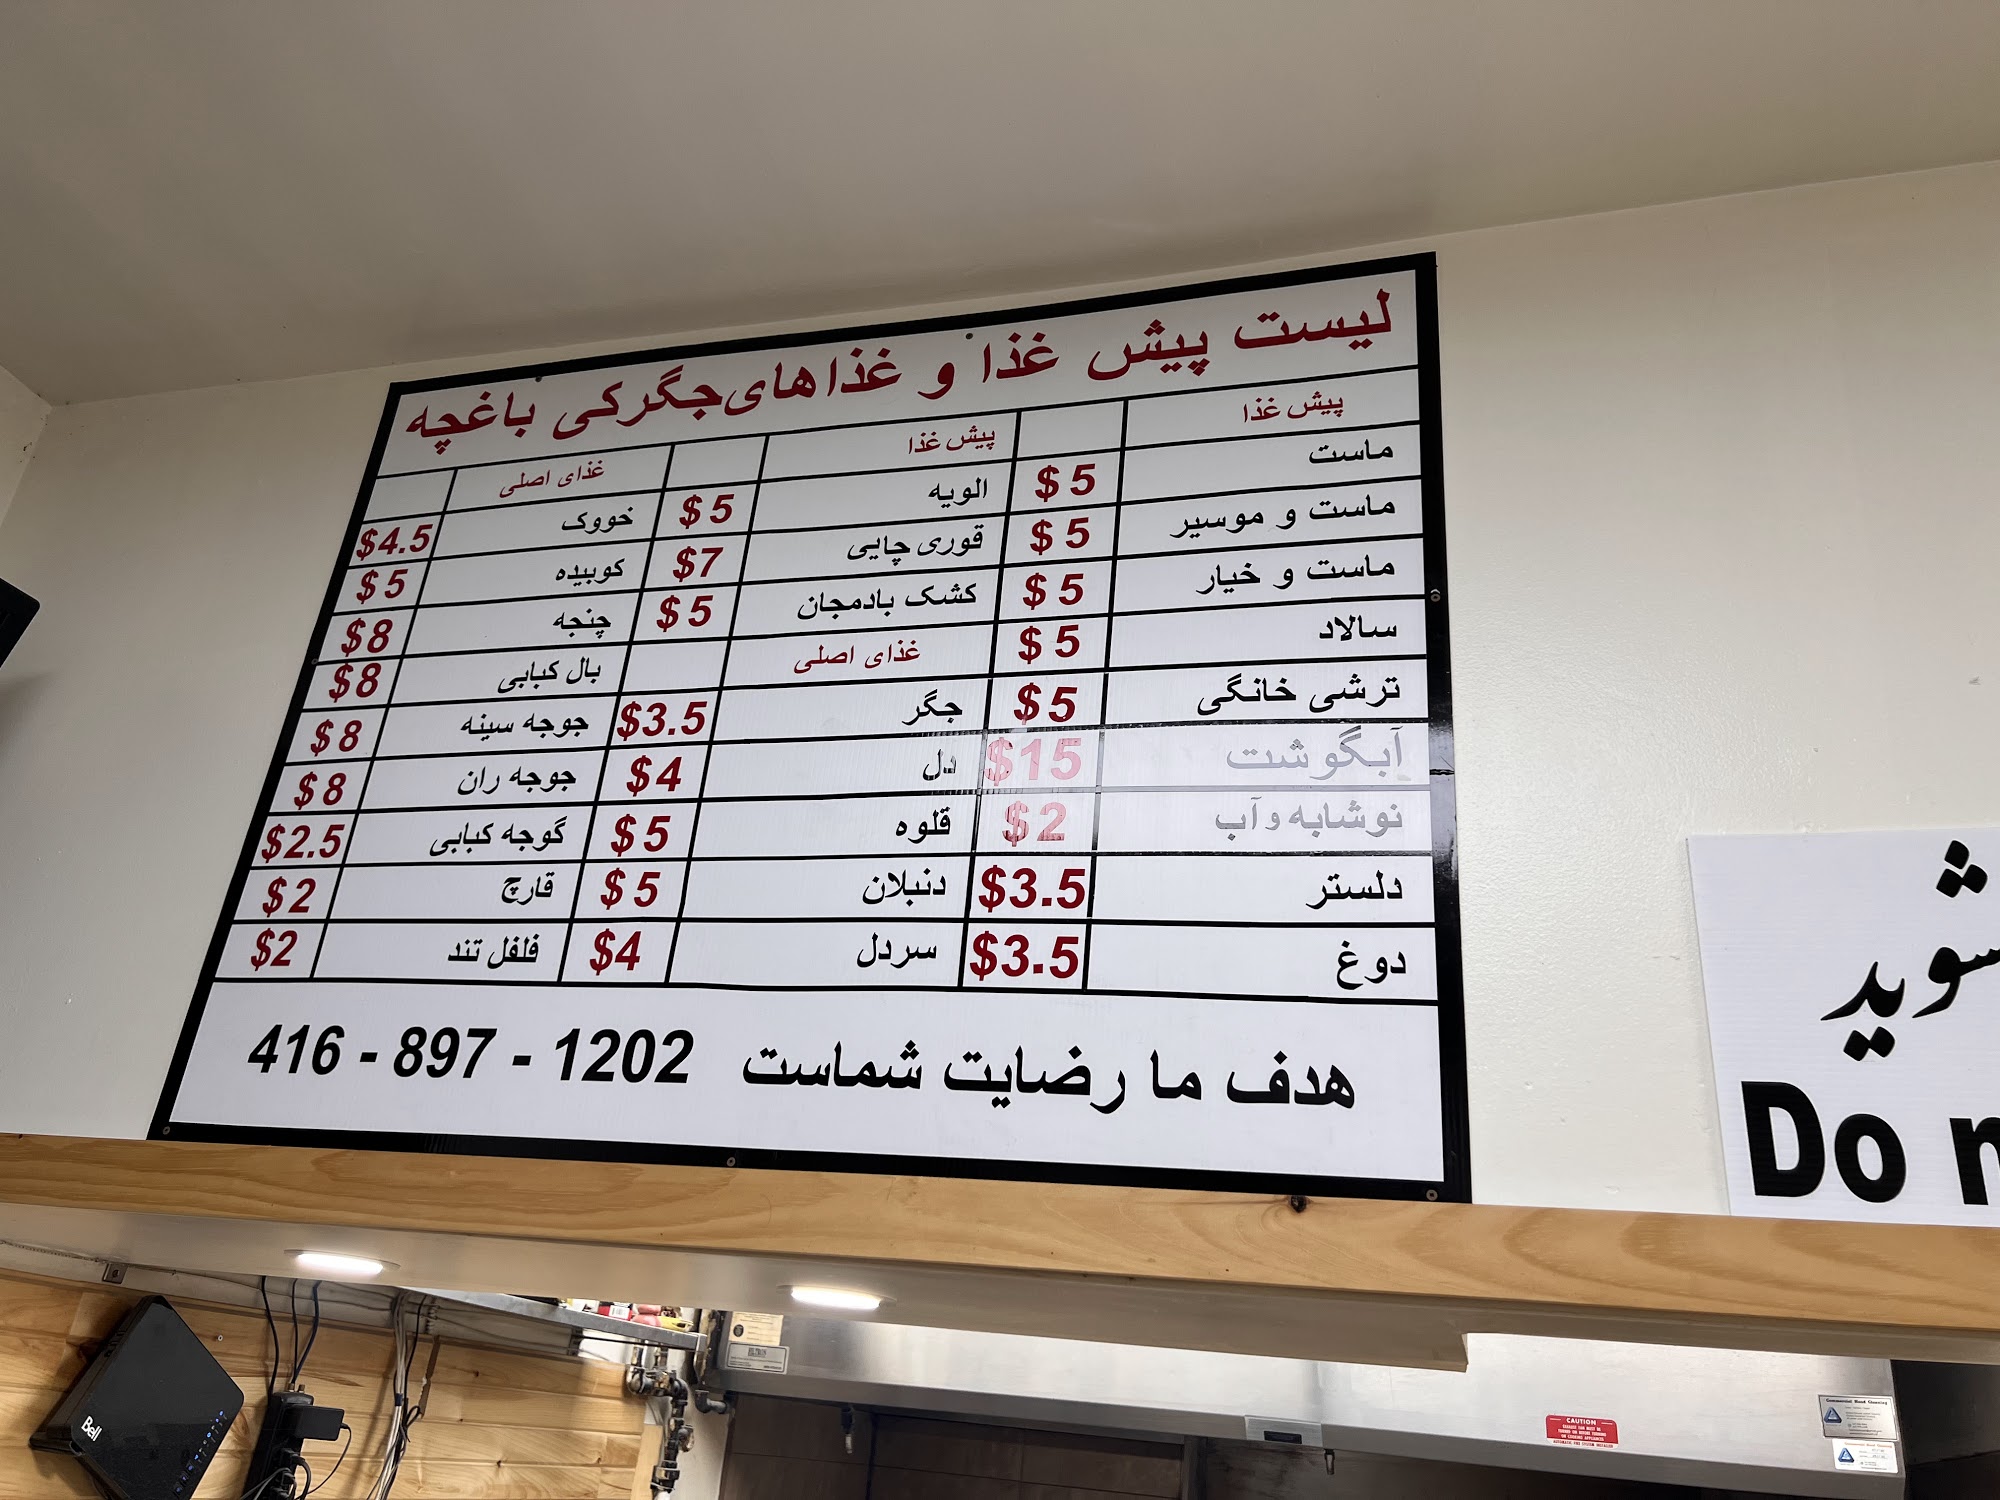 لیست پیش غذا و غذاهای جگرکی باغچه
پیش غذا
ماست $5
ماست و موسیر $5
ماست و خیار $5
سالاد $5
ترشی خانگی $5
آبگوشت $15
نوشابه و آب $2
دلستر $3.5
دوغ $3.5
پیش غذا
الویه $5
قوری چایی $7
کشک بادمجان $5
غذای اصلی
جگر $3.5
دل $4
قلوه $5
دنبلان $5
سردل $4
غذای اصلی
خووک $4.5
کوبیده $5
چنجه $8
بال کبابی $8
جوجه سینه $8
جوجه ران $8
گوجه کبابی $2.5
قارچ $2
فلفل تند $2
هدف ما رضایت شماست 416 - 897 - 1202
شوید
Do n
Bell
CAUTION